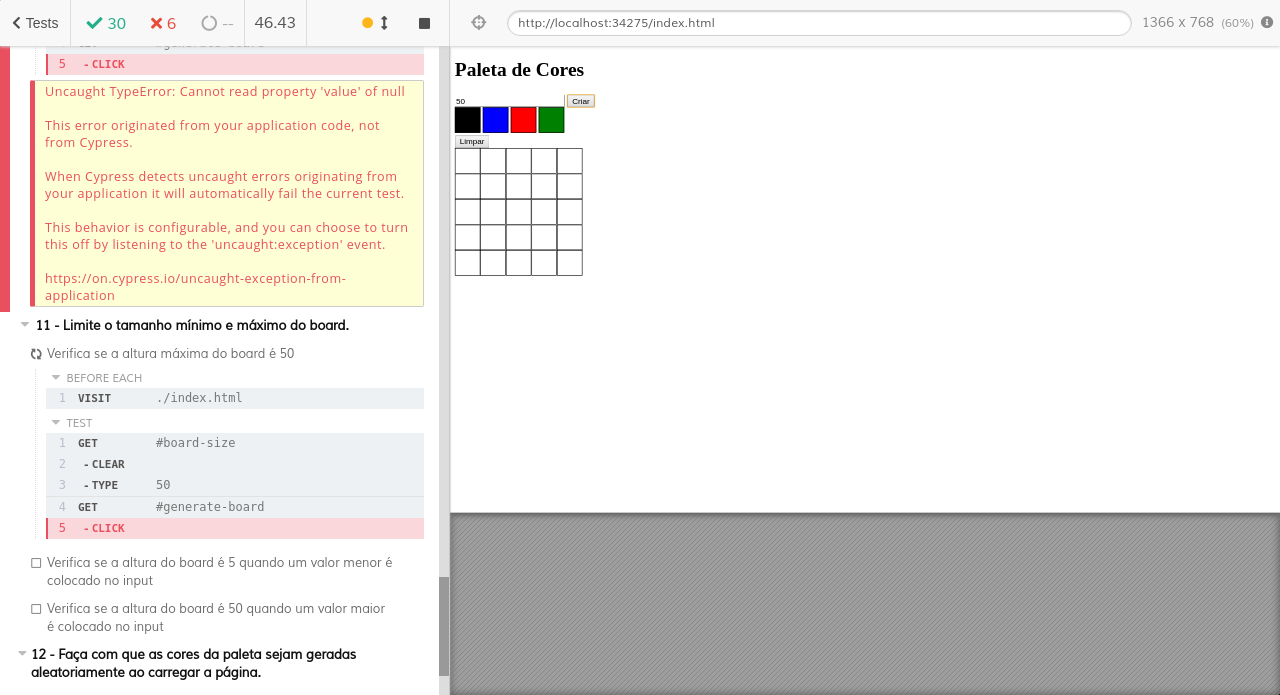 Tests 30 6 -- 46.43 http://localhost:34275/index.html 1366 x 768 (60%)
5 - CLICK
Uncaught TypeError: Cannot read property 'value' of null
This error originated from your application code, not
from Cypress.
When Cypress detects uncaught errors originating from
your application it will automatically fail the current test.
This behavior is configurable, and you can choose to turn
this off by listening to the 'uncaught:exception' event.
https://on.cypress.io/uncaught-exception-from-
application
11 - Limite o tamanho mínimo e máximo do board.
Verifica se a altura máxima do board é 50
BEFORE EACH
1 VISIT ./index.html
TEST
1 GET #board-size
2 - CLEAR
3 - TYPE 50
4 GET #generate-board
5 - CLICK
Verifica se a altura do board é 5 quando um valor menor é
colocado no input
Verifica se a altura do board é 50 quando um valor maior
é colocado no input
12 - Faça com que as cores da paleta sejam geradas
aleatoriamente ao carregar a página.
Paleta de Cores
50 Criar
Limpar